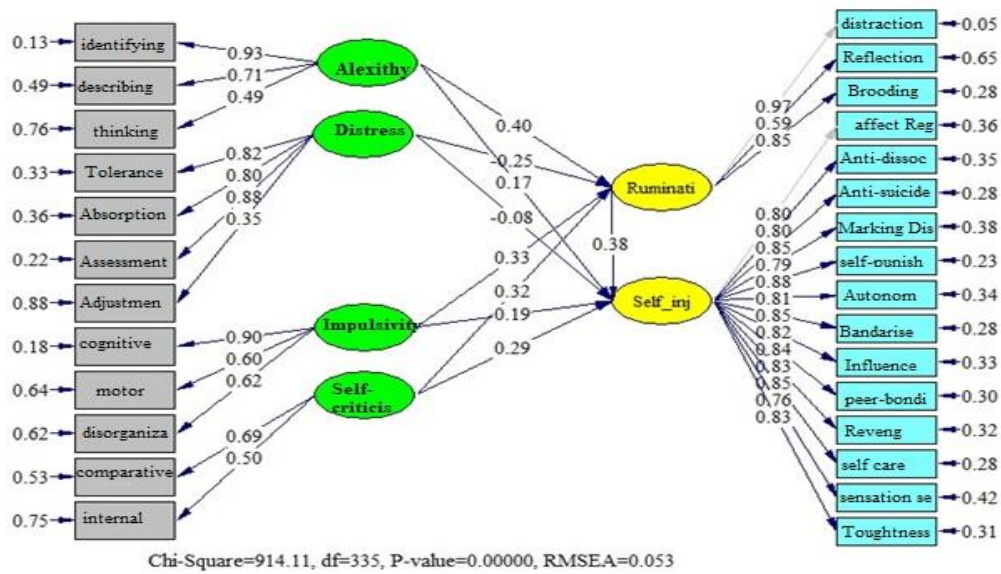 0.13
identifying
0.49
describing
0.76
thinking
0.33
Tolerance
0.36
Absorption
0.22
Assessment
0.88
Adjustmen
0.18
cognitive
0.64
motor
0.62
disorganiza
0.53
comparative
0.75
internal
0.93
0.71
0.49
0.82
0.80
0.88
0.35
0.90
0.60
0.62
0.69
0.50
Alexithy
Distress
Impulsivity
Self-
criticis
0.40
-0.25
0.17
-0.08
0.33
0.32
0.19
0.29
0.38
Ruminati
Self_inj
0.97
0.59
0.85
0.80
0.80
0.85
0.79
0.88
0.81
0.85
0.82
0.84
0.83
0.85
0.76
0.83
distraction
0.05
Reflection
0.65
Brooding
0.28
affect Reg
0.36
Anti-dissoc
0.35
Anti-suicide
0.28
Marking Dis
0.38
self-punish
0.23
Autonom
0.34
Bandarise
0.28
Influence
0.33
peer-bondi
0.30
Reveng
0.32
self care
0.28
sensation se
0.42
Toughtness
0.31
Chi-Square=914.11, df=335, P-value=0.00000, RMSEA=0.053